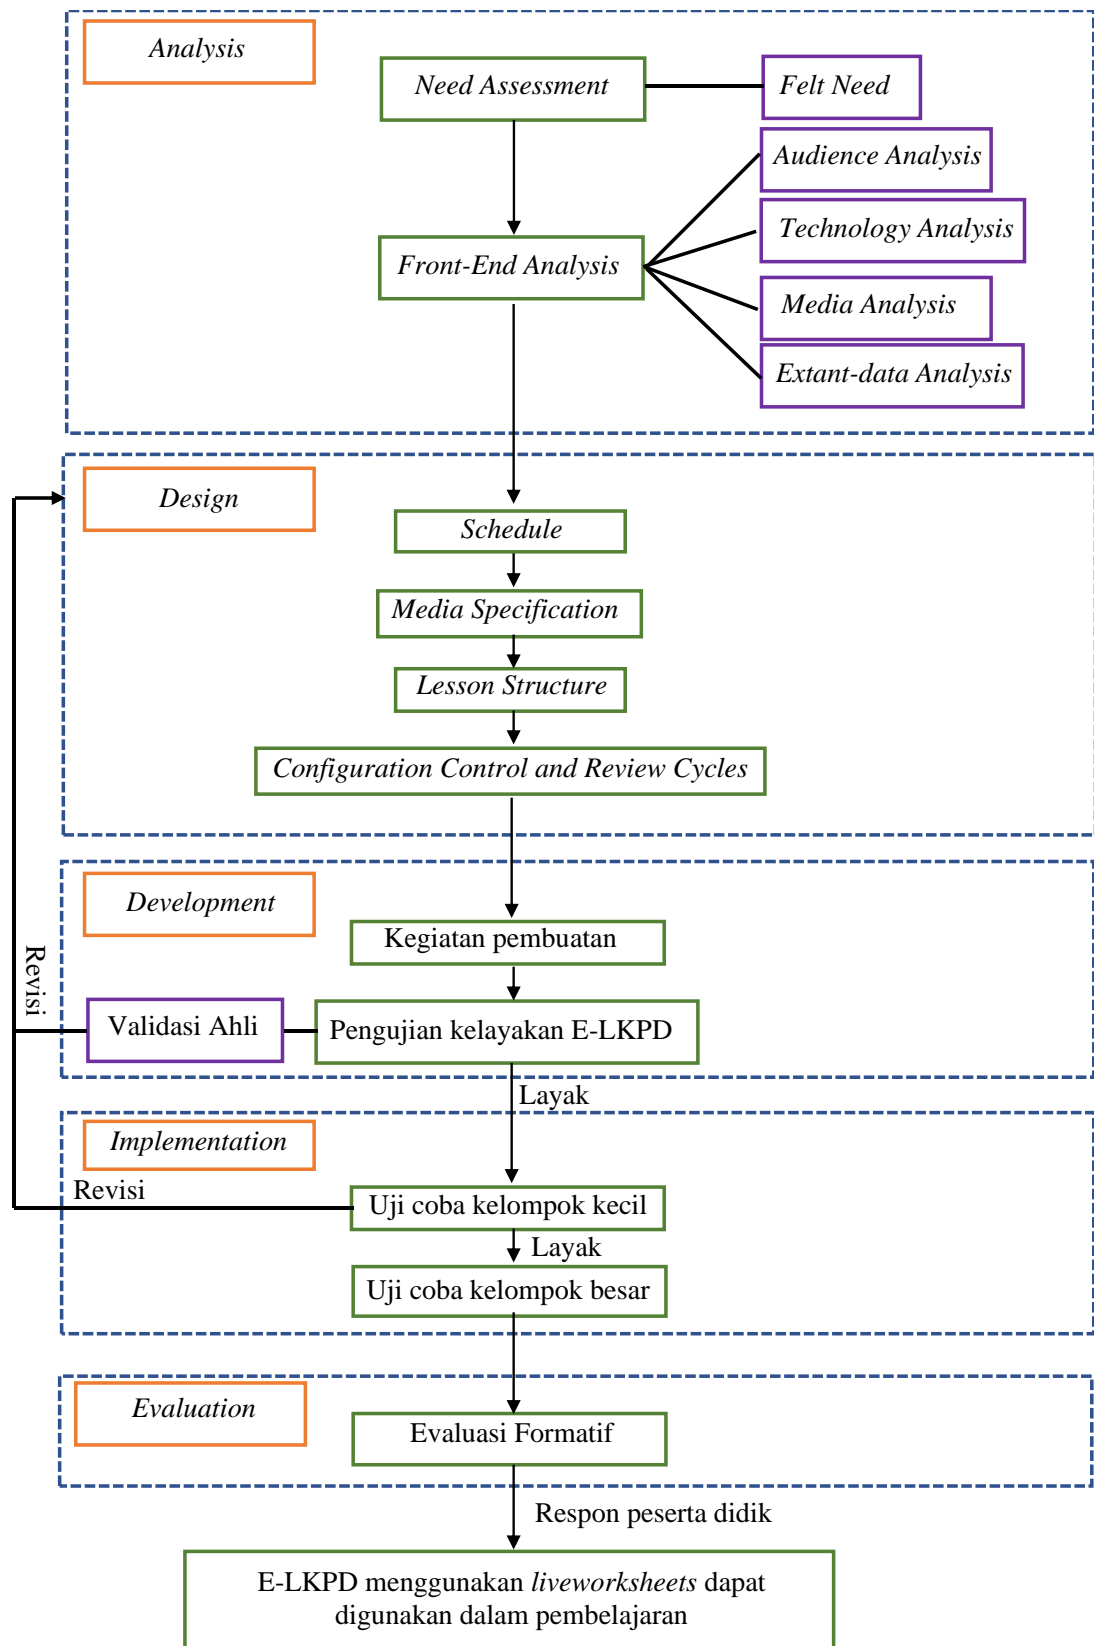 Analysis
Need Assessment
Felt Need
Audience Analysis
Technology Analysis
Front-End Analysis
Media Analysis
Extant-data Analysis
Design
Schedule
Media Specification
Lesson Structure
Configuration Control and Review Cycles
Development
Kegiatan pembuatan
Revisi
Validasi Ahli
Pengujian kelayakan E-LKPD
Layak
Implementation
Revisi
Uji coba kelompok kecil
Layak
Uji coba kelompok besar
Evaluation
Evaluasi Formatif
Respon peserta didik
E-LKPD menggunakan liveworksheets dapat
digunakan dalam pembelajaran